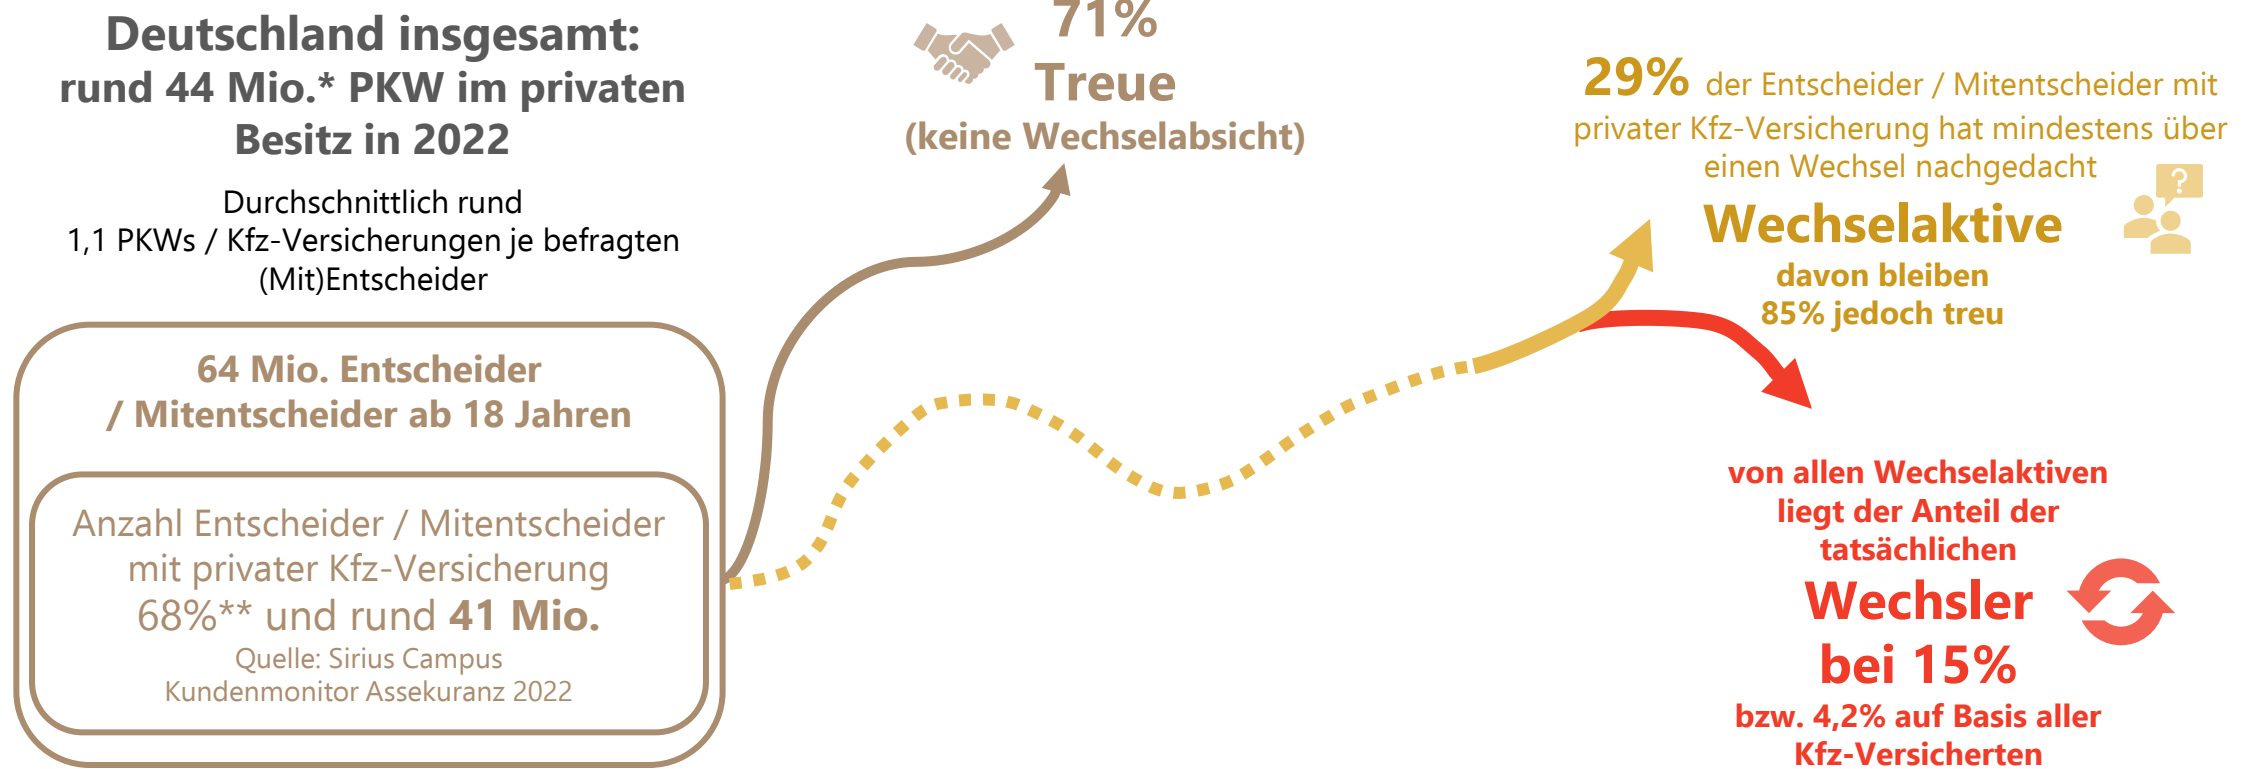 Deutschland insgesamt:
rund 44 Mio.* PKW im privaten
Besitz in 2022
Durchschnittlich rund
1,1 PKWs / Kfz-Versicherungen je befragten
(Mit)Entscheider
64 Mio. Entscheider
/ Mitentscheider ab 18 Jahren
Anzahl Entscheider / Mitentscheider
mit privater Kfz-Versicherung
68%** und rund 41 Mio.
Quelle: Sirius Campus
Kundenmonitor Assekuranz 2022
71%
Treue
(keine Wechselabsicht)
29% der Entscheider / Mitentscheider mit
privater Kfz-Versicherung hat mindestens über
einen Wechsel nachgedacht
?
Wechselaktive
davon bleiben
85% jedoch treu
von allen Wechselaktiven
liegt der Anteil der
tatsächlichen
Wechsler
bei 15%
bzw. 4,2% auf Basis aller
Kfz-Versicherten